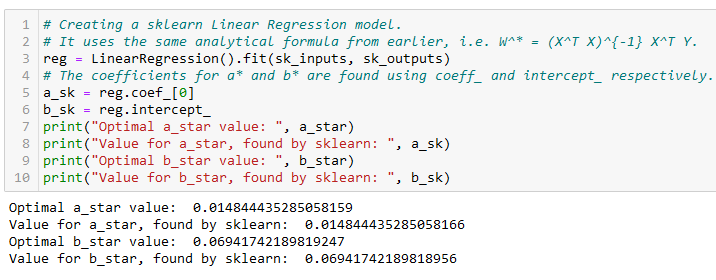 1 # Creating a sklearn Linear Regression model.
2 # It uses the same analytical formula from earlier, i.e. W^* = (X^T X)^{-1} X^T Y.
3 reg = LinearRegression().fit(sk_inputs, sk_outputs)
4 # The coefficients for a* and b* are found using coeff_ and intercept_ respectively.
5 a_sk = reg.coef_[0]
6 b_sk = reg.intercept_
7 print("Optimal a_star value: ", a_star)
8 print("Value for a_star, found by sklearn: ", a_sk)
9 print("Optimal b_star value: ", b_star)
10 print("Value for b_star, found by sklearn: ", b_sk)
Optimal a_star value:  0.014844435285058159
Value for a_star, found by sklearn:  0.014844435285058166
Optimal b_star value:  0.06941742189819247
Value for b_star, found by sklearn:  0.06941742189818956